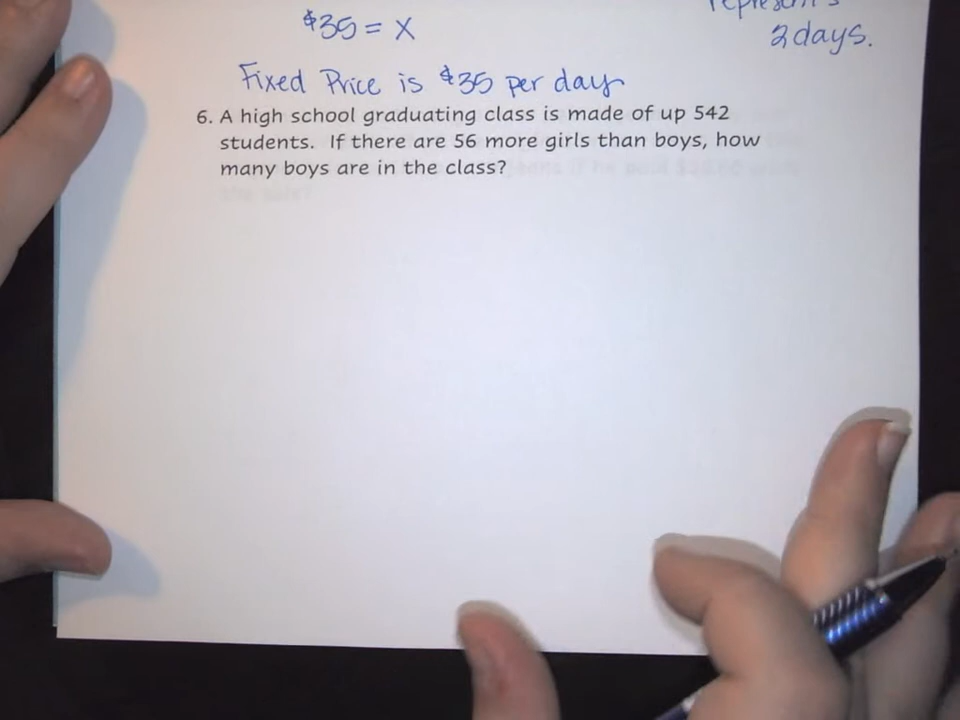 represents
$35 = x
2 days.
Fixed Price is $35 per day
6. A high school graduating class is made of up 542
students. If there are 56 more girls than boys, how
many boys are in the class?